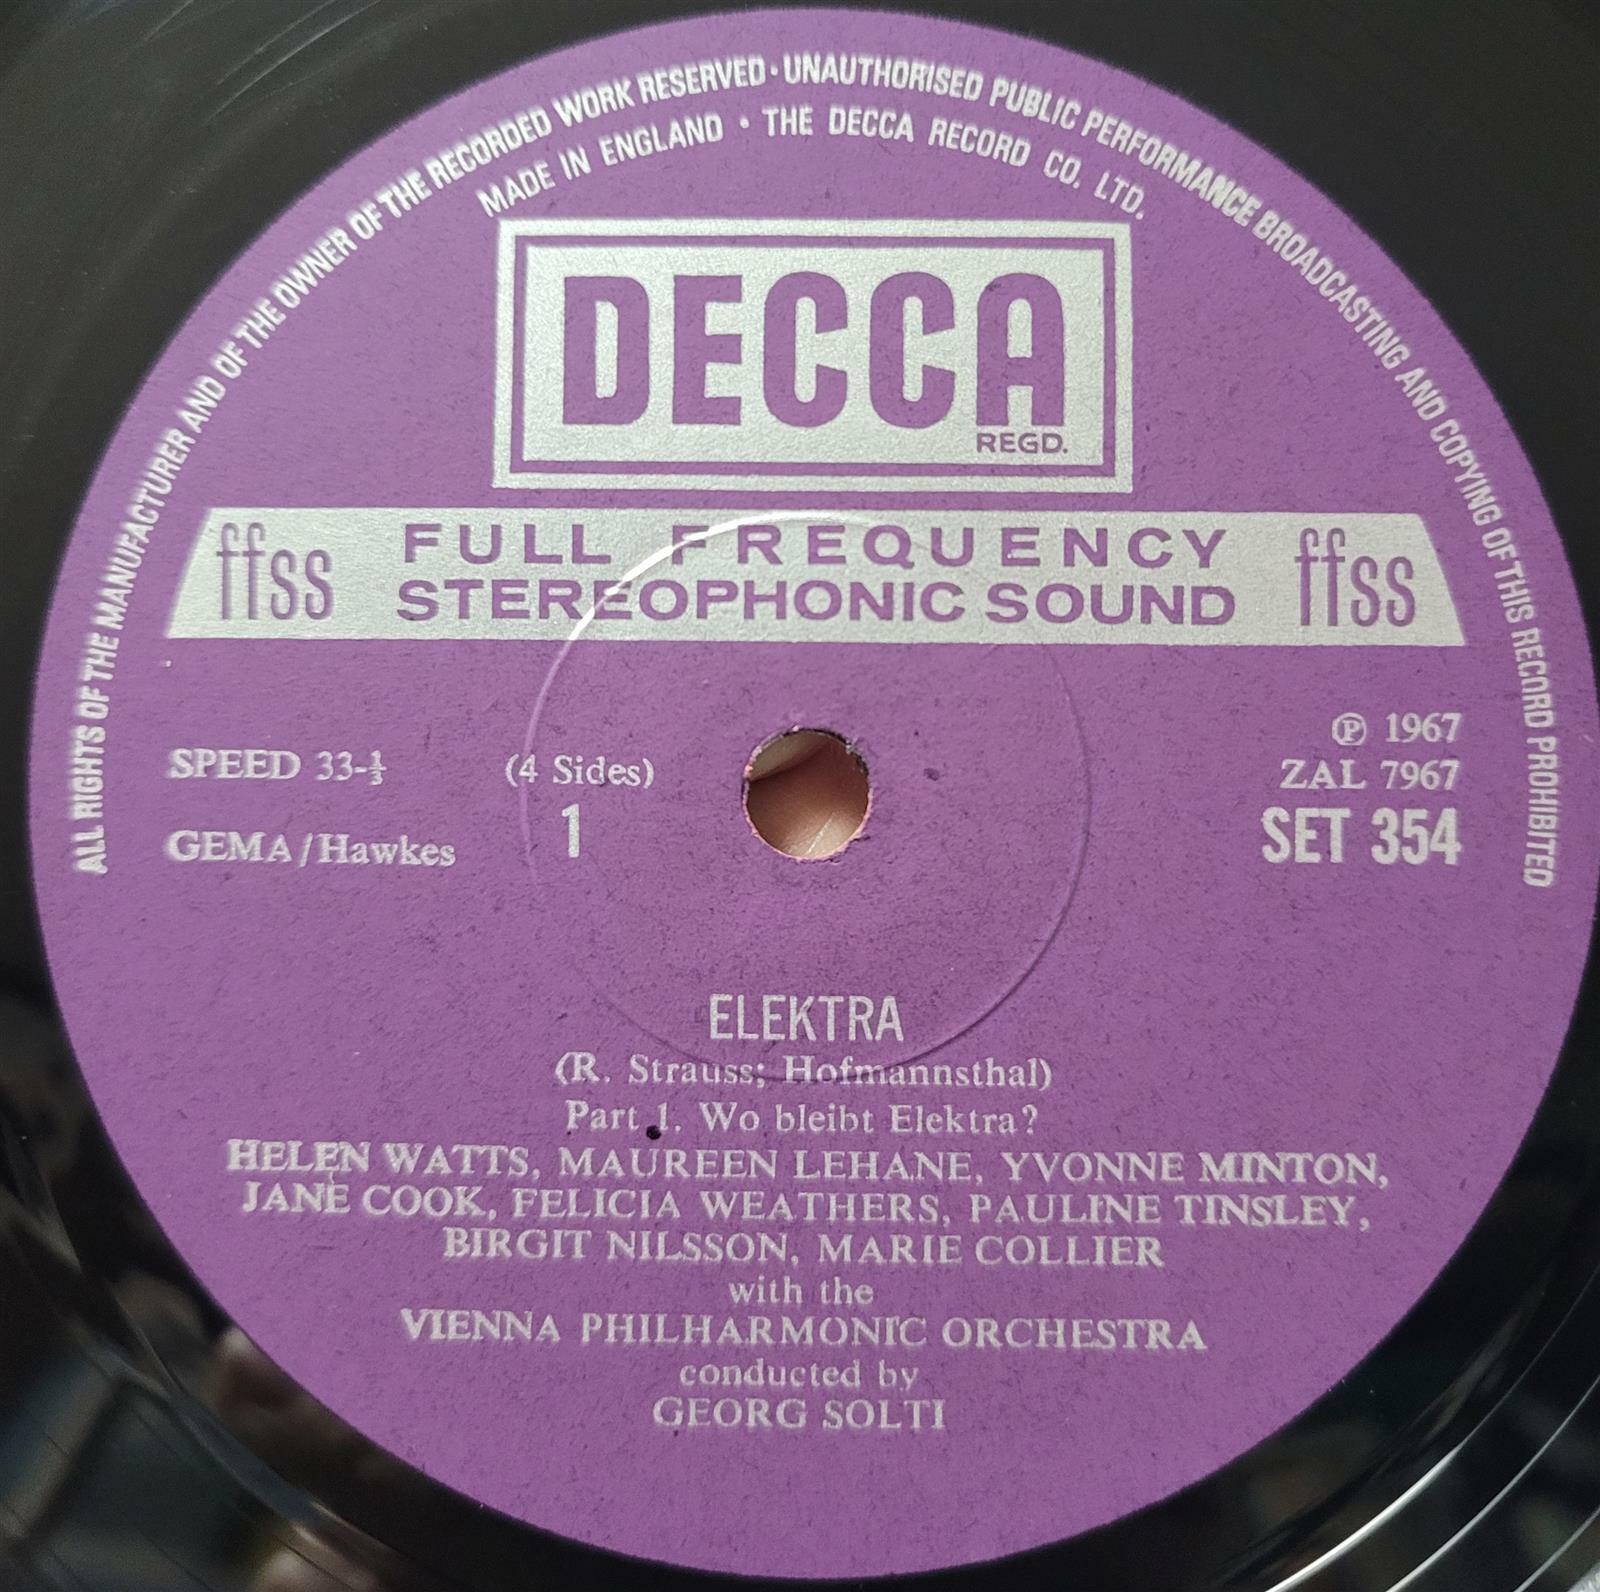 ALL RIGHTS OF THE MANUFACTURER AND OF THE OWNER OF THE RECORDED WORK RESERVED · UNAUTHORISED PUBLIC PERFORMANCE BROADCASTING AND COPYING OF THIS RECORD PROHIBITED
MADE IN ENGLAND · THE DECCA RECORD CO. LTD.
DECCA
REGD.
ffss FULL FREQUENCY STEREOPHONIC SOUND ffss
SPEED 33-⅓
(4 Sides)
1
GEMA/Hawkes
℗ 1967
ZAL 7967
SET 354
ELEKTRA
(R. Strauss; Hofmannsthal)
Part 1. Wo bleibt Elektra?
HELEN WATTS, MAUREEN LEHANE, YVONNE MINTON,
JANE COOK, FELICIA WEATHERS, PAULINE TINSLEY,
BIRGIT NILSSON, MARIE COLLIER
with the
VIENNA PHILHARMONIC ORCHESTRA
conducted by
GEORG SOLTI